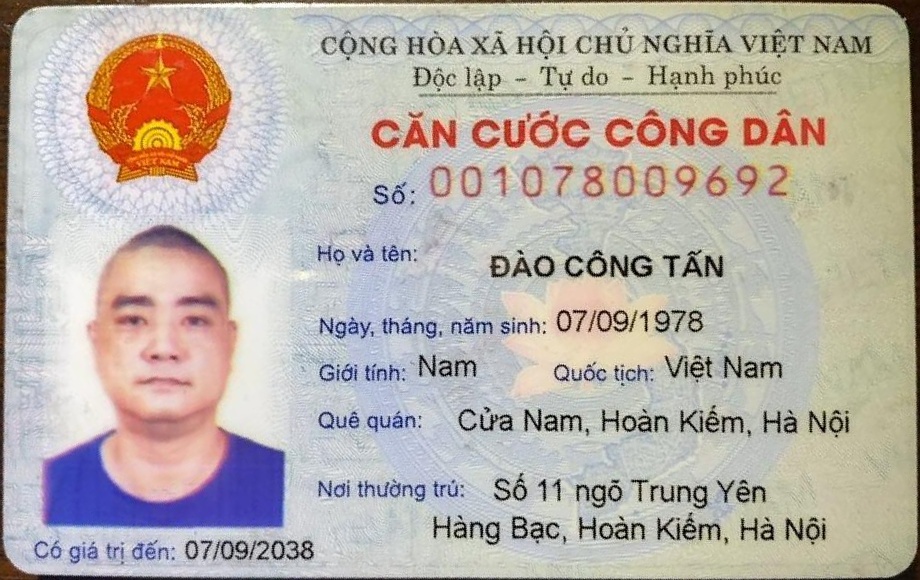 CỘNG HÒA XÃ HỘI CHỦ NGHĨA VIỆT NAM
Độc lập – Tự do – Hạnh phúc
CĂN CƯỚC CÔNG DÂN
Số: 001078009692
Họ và tên: ĐÀO CÔNG TẤN
Ngày, tháng, năm sinh: 07/09/1978
Giới tính: Nam Quốc tịch: Việt Nam
Quê quán: Cửa Nam, Hoàn Kiếm, Hà Nội
Nơi thường trú: Số 11 ngõ Trung Yên
Hàng Bạc, Hoàn Kiếm, Hà Nội
Có giá trị đến: 07/09/2038